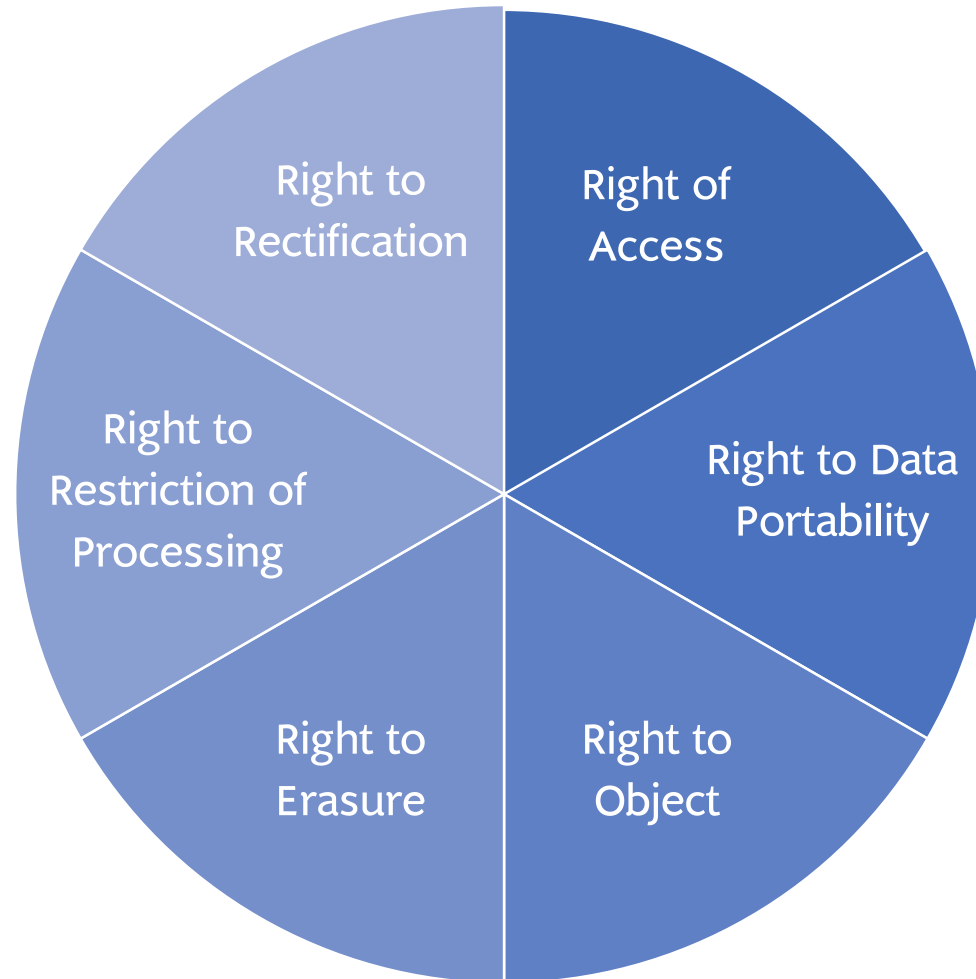 Right to
Rectification
Right of
Access
Right to
Restriction of
Processing
Right to Data
Portability
Right to
Erasure
Right to
Object